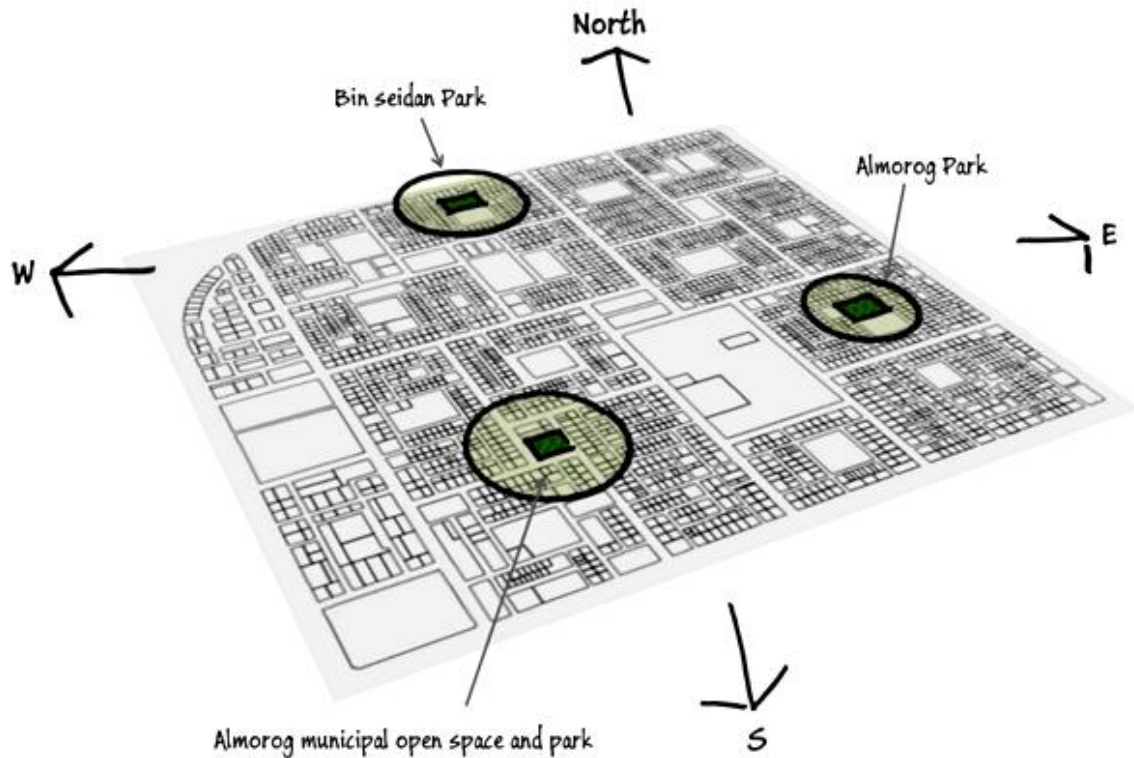 North
Bin seidan Park
Almorog Park
E
W
Almorog municipal open space and park
S